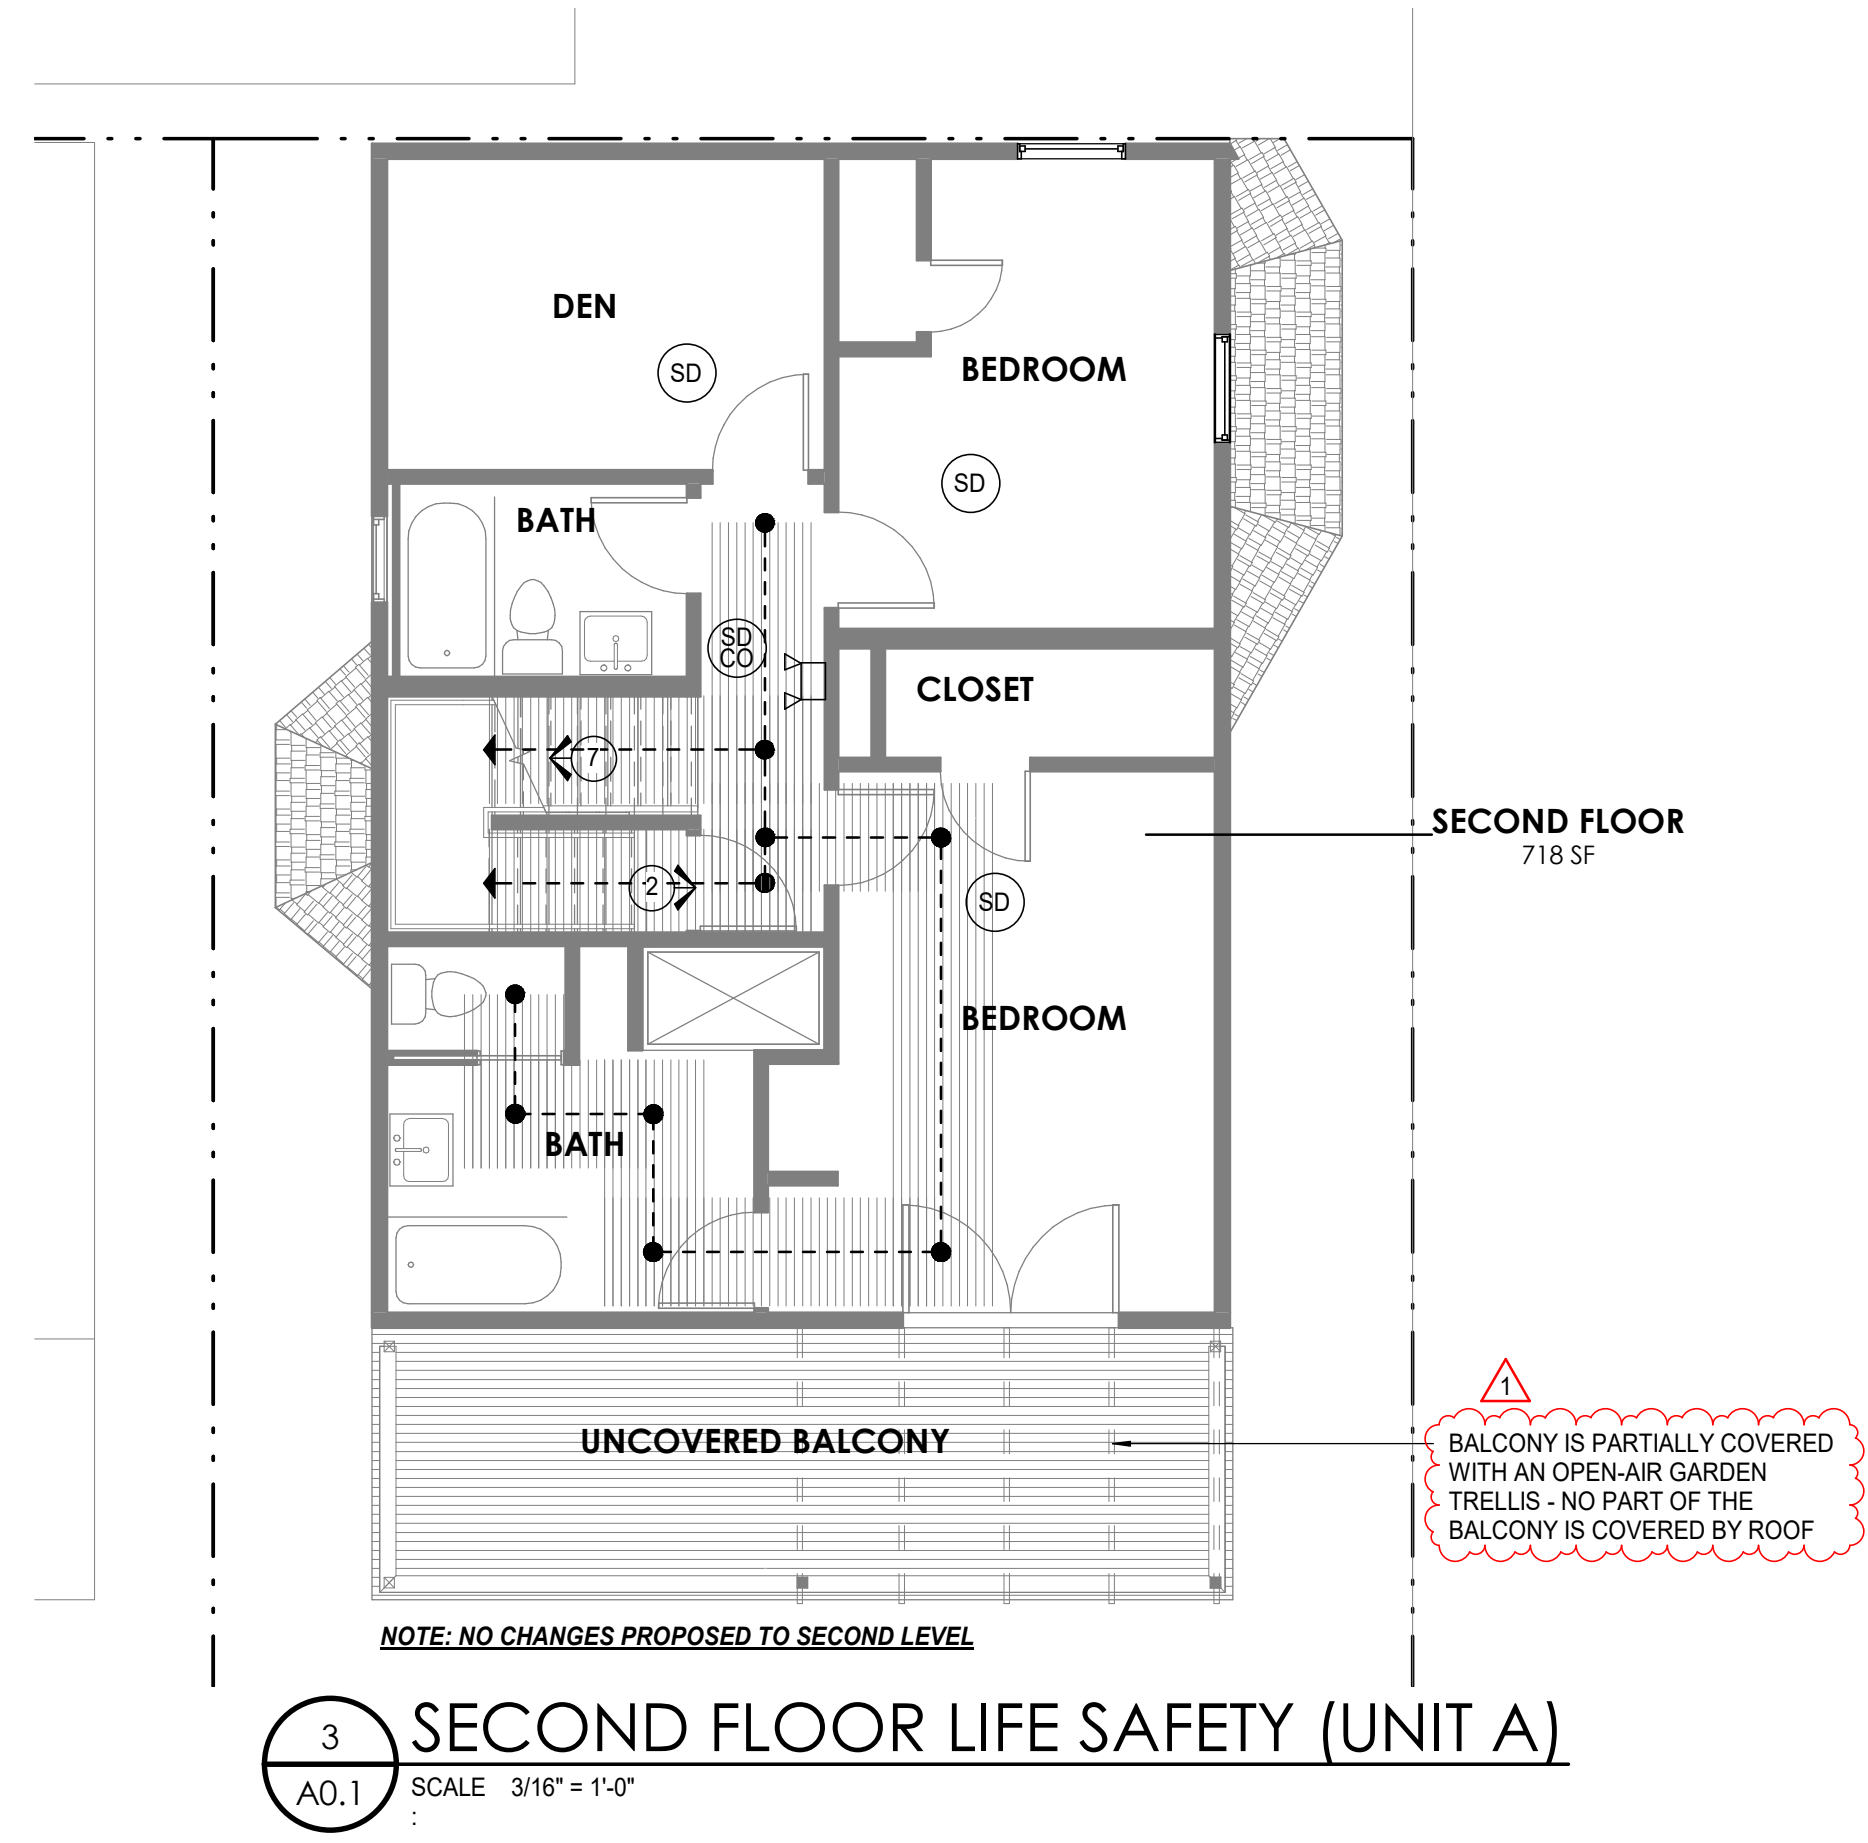 DEN
SD
BEDROOM
SD
BATH
SD
CO
CLOSET
7
SECOND FLOOR
718 SF
2
SD
BEDROOM
BATH
1
UNCOVERED BALCONY
BALCONY IS PARTIALLY COVERED
WITH AN OPEN-AIR GARDEN
TRELLIS - NO PART OF THE
BALCONY IS COVERED BY ROOF
NOTE: NO CHANGES PROPOSED TO SECOND LEVEL
3
SECOND FLOOR LIFE SAFETY (UNIT A)
A0.1
SCALE 3/16" = 1'-0"
: